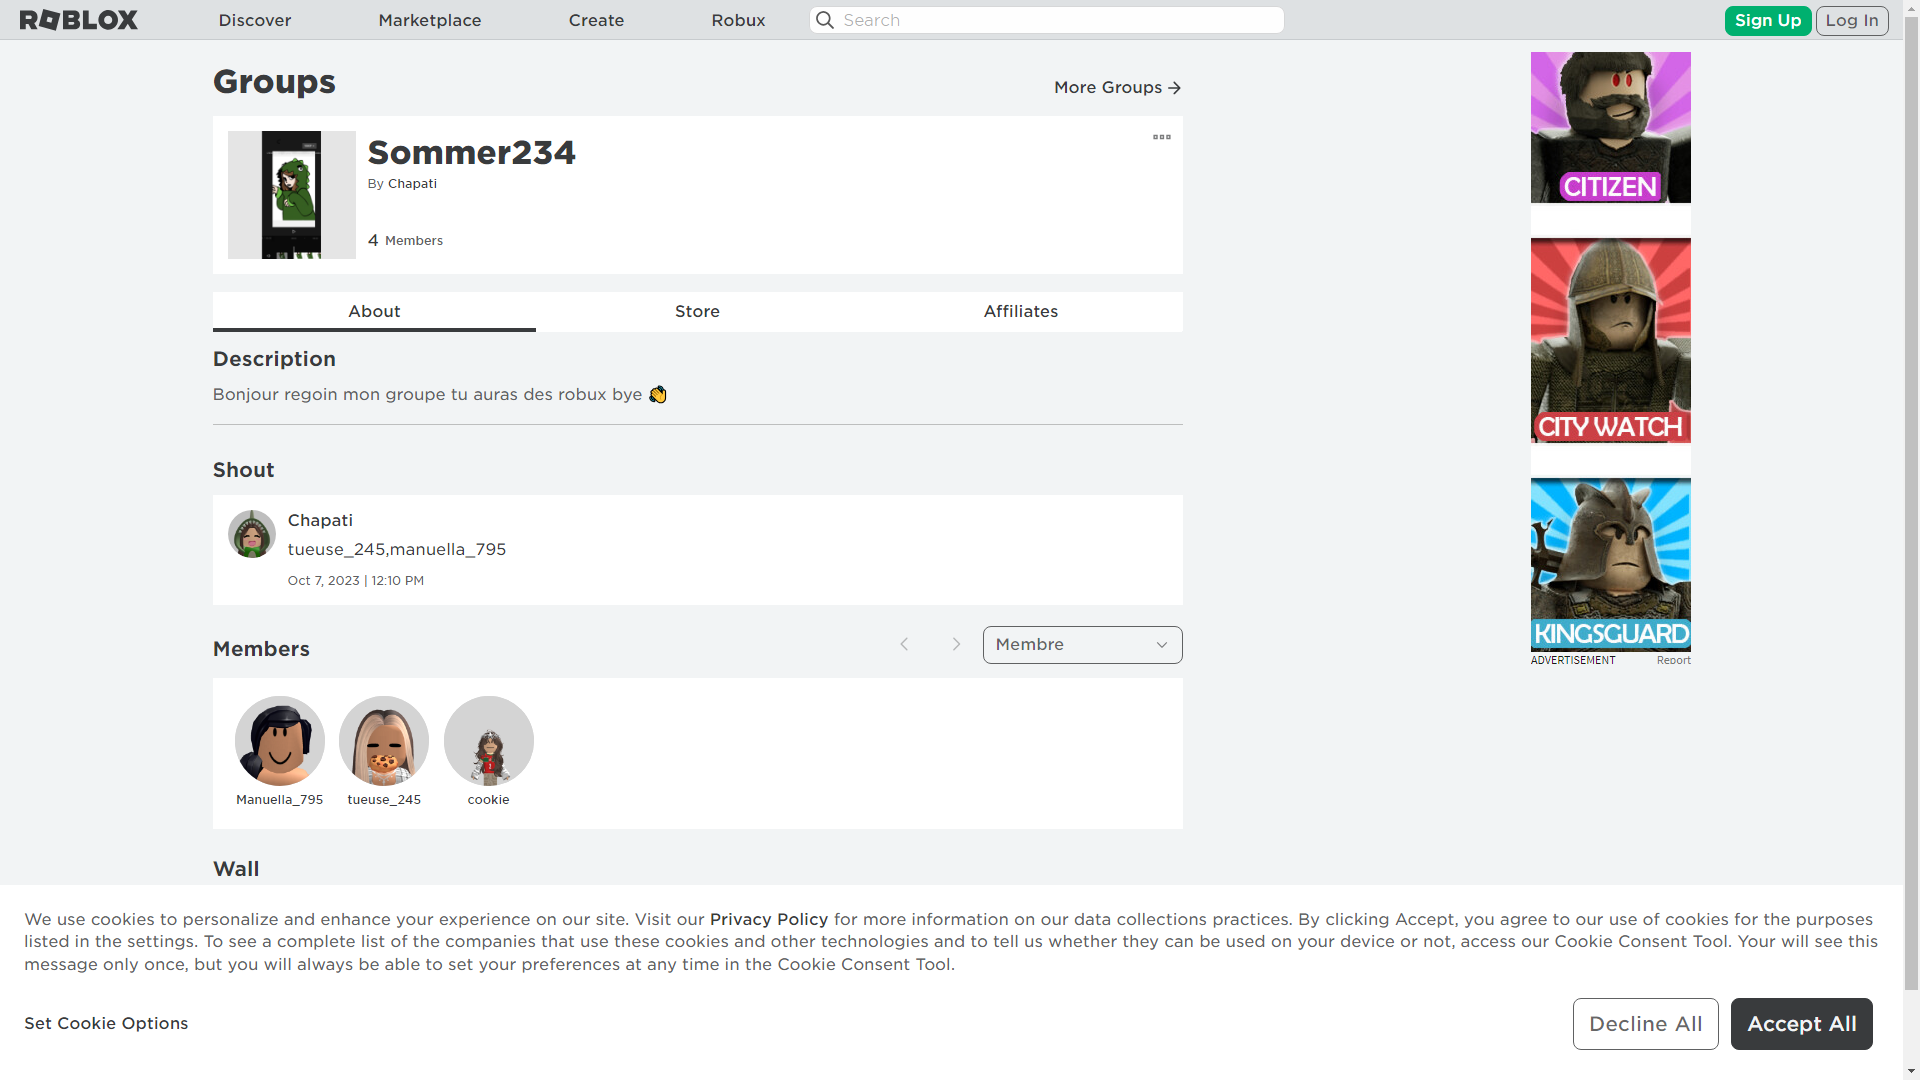 ROBLOX
Discover
Marketplace
Create
Robux
Search
Sign Up
Log In
Groups
More Groups
Sommer234
By Chapati
4 Members
About
Store
Affiliates
Description
Bonjour regoin mon groupe tu auras des robux bye 👏
Shout
Chapati
tueuse_245,manuella_795
Oct 7, 2023 | 12:10 PM
Members
Membre
Manuella_795
tueuse_245
cookie
Wall
CITIZEN
CITY WATCH
KINGSGUARD
ADVERTISEMENT
Report
We use cookies to personalize and enhance your experience on our site. Visit our Privacy Policy for more information on our data collections practices. By clicking Accept, you agree to our use of cookies for the purposes
listed in the settings. To see a complete list of the companies that use these cookies and other technologies and to tell us whether they can be used on your device or not, access our Cookie Consent Tool. Your will see this
message only once, but you will always be able to set your preferences at any time in the Cookie Consent Tool.
Set Cookie Options
Decline All
Accept All